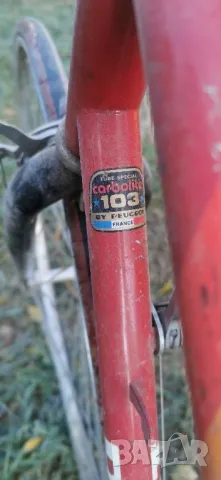 TUBE SPECIAL
carbolite
103
BY PEUGEOT
FRANCE
bazar
.bg